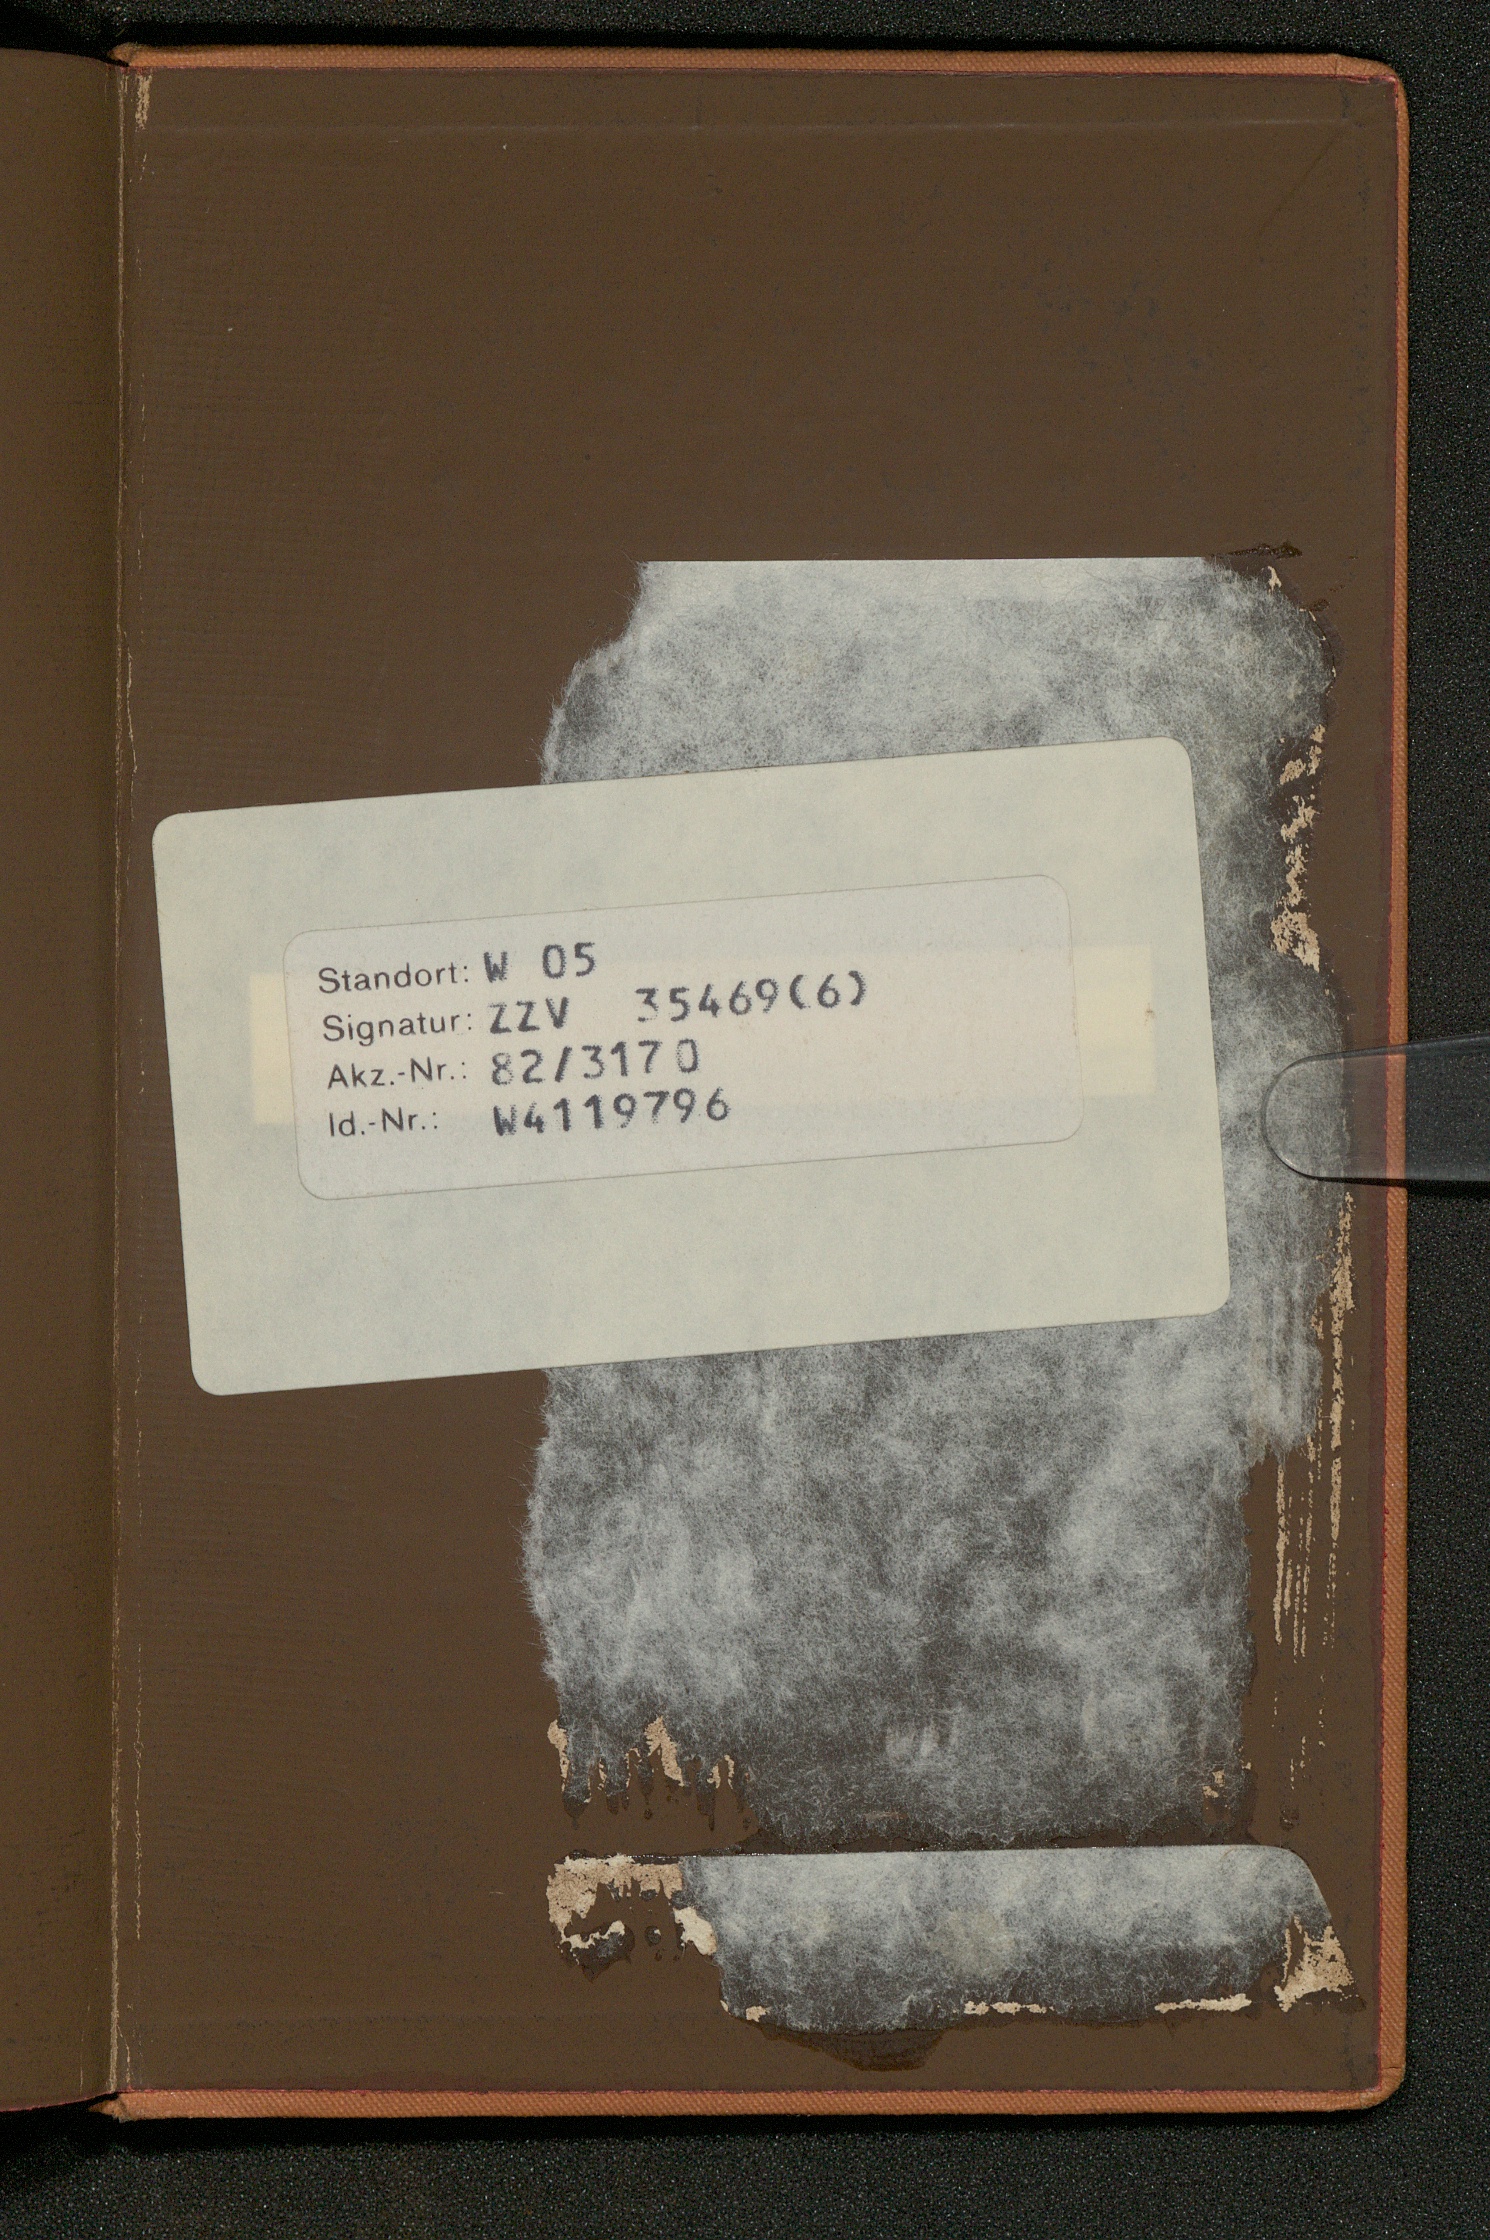 Standort: W 05
Signatur: ZZV 35469(6)
Akz.-Nr.: 82/3170
Id.-Nr.: W4119796